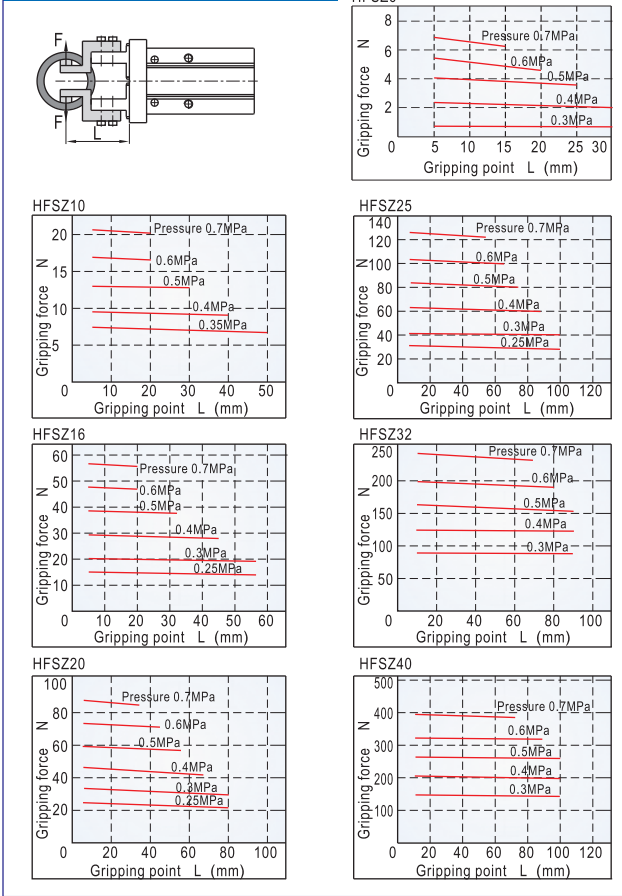 F
F
L
8
6
4
2
0 5 10 15 20 25 30
Gripping force N
Pressure 0.7MPa
0.6MPa
0.5MPa
0.4MPa
0.3MPa
Gripping point L (mm)
HFSZ10
20
15
10
5
0 10 20 30 40 50
Gripping force N
Pressure 0.7MPa
0.6MPa
0.5MPa
0.4MPa
0.35MPa
Gripping point L (mm)
HFSZ25
140
120
100
80
60
40
20
0 20 40 60 80 100 120
Gripping force N
Pressure 0.7MPa
0.6MPa
0.5MPa
0.4MPa
0.3MPa
0.25MPa
Gripping point L (mm)
HFSZ16
60
50
40
30
20
10
0 10 20 30 40 50 60
Gripping force N
Pressure 0.7MPa
0.6MPa
0.5MPa
0.4MPa
0.3MPa
0.25MPa
Gripping point L (mm)
HFSZ32
250
200
150
100
50
0 20 40 60 80 100
Gripping force N
Pressure 0.7MPa
0.6MPa
0.5MPa
0.4MPa
0.3MPa
Gripping point L (mm)
HFSZ20
100
80
60
40
20
0 20 40 60 80 100
Gripping force N
Pressure 0.7MPa
0.6MPa
0.5MPa
0.4MPa
0.3MPa
0.25MPa
Gripping point L (mm)
HFSZ40
500
400
300
200
100
0 20 40 60 80 100 120
Gripping force N
Pressure 0.7MPa
0.6MPa
0.5MPa
0.4MPa
0.3MPa
Gripping point L (mm)